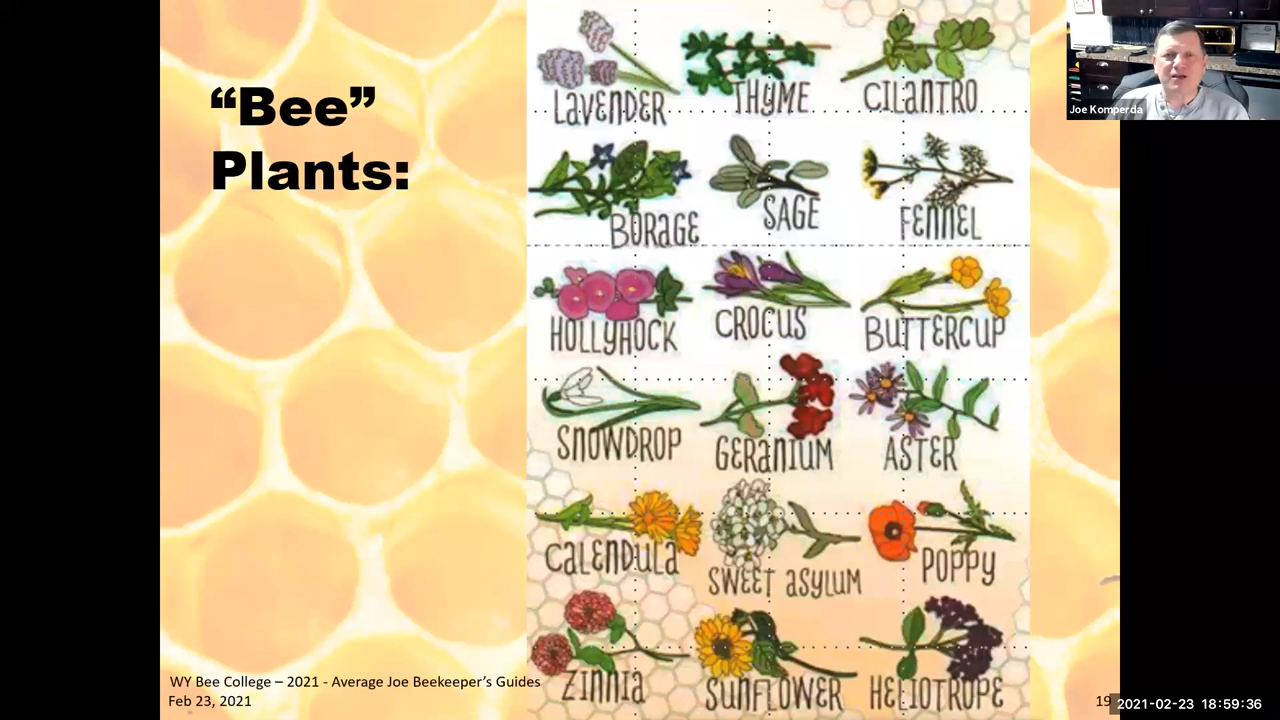 “Bee”
Plants:
LAVENDER
THYME
CILANTRO
BORAGE
SAGE
FENNEL
HOLLYHOCK
CROCUS
BUTTERCUP
SNOWDROP
GERANIUM
ASTER
CALENDULA
SWEET ASYLUM
POPPY
ZINNIA
SUNFLOWER
HELIOTROPE
WY Bee College – 2021 - Average Joe Beekeeper’s Guides
Feb 23, 2021
19
Joe Komperda
2021-02-23 18:59:36